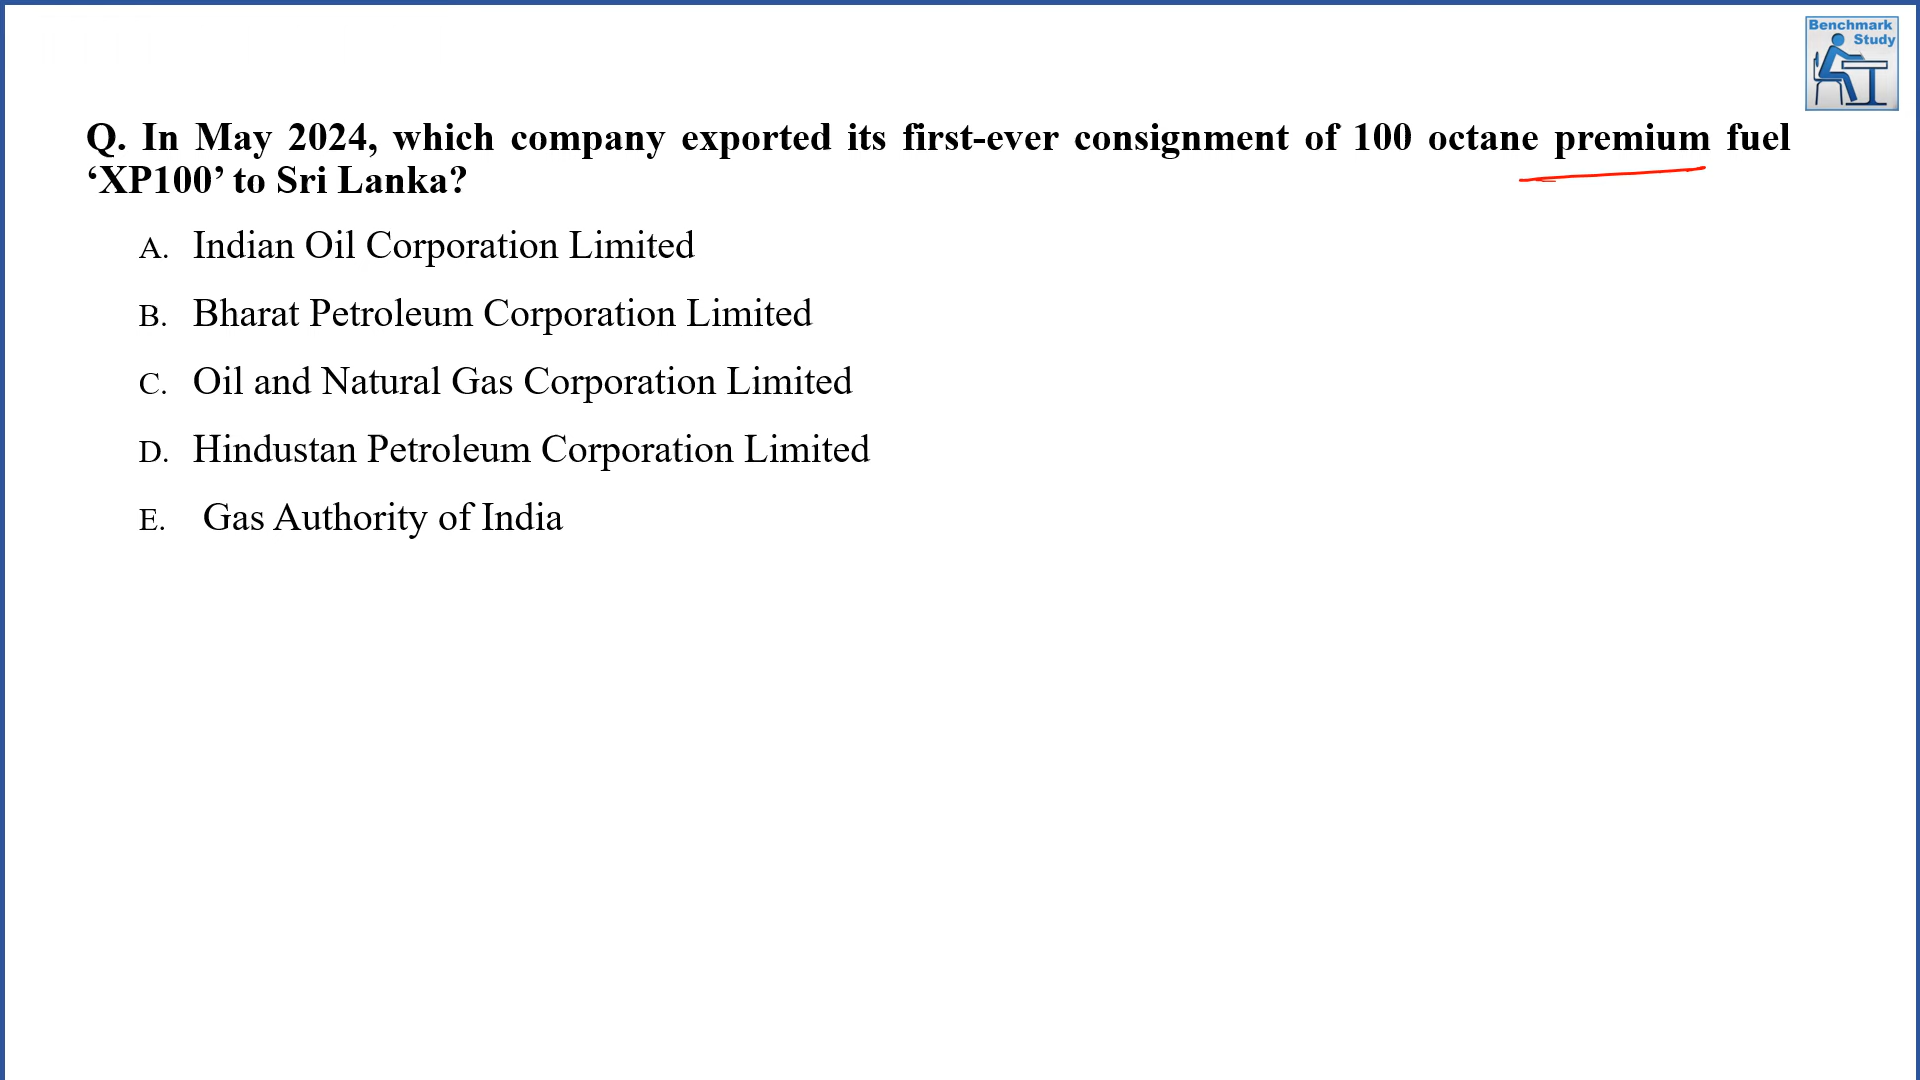 Benchmark
Study
Q. In May 2024, which company exported its first-ever consignment of 100 octane premium fuel
‘XP100’ to Sri Lanka?
A. Indian Oil Corporation Limited
B. Bharat Petroleum Corporation Limited
C. Oil and Natural Gas Corporation Limited
D. Hindustan Petroleum Corporation Limited
E. Gas Authority of India